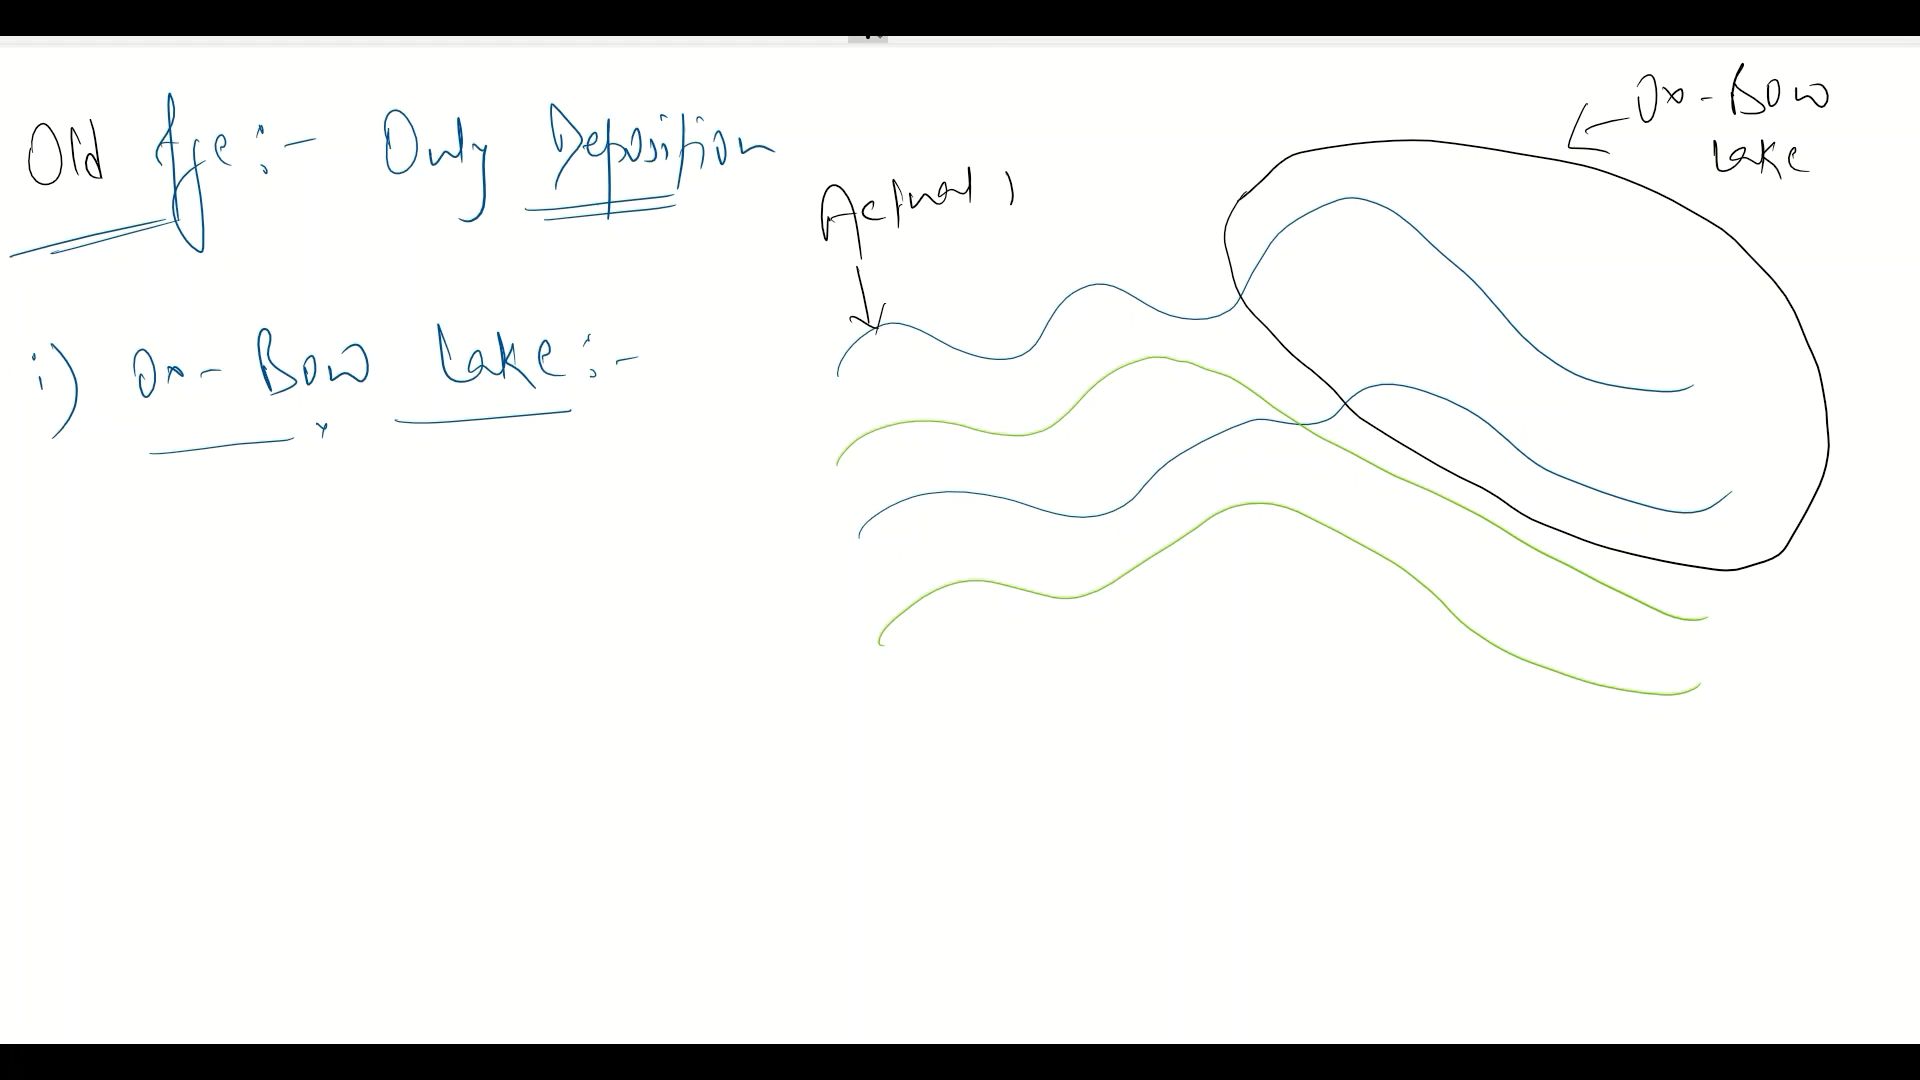 Old Age:- Only Deposition
i) Ox-Bow Lake:-
Actual,
Ox-Bow
Lake